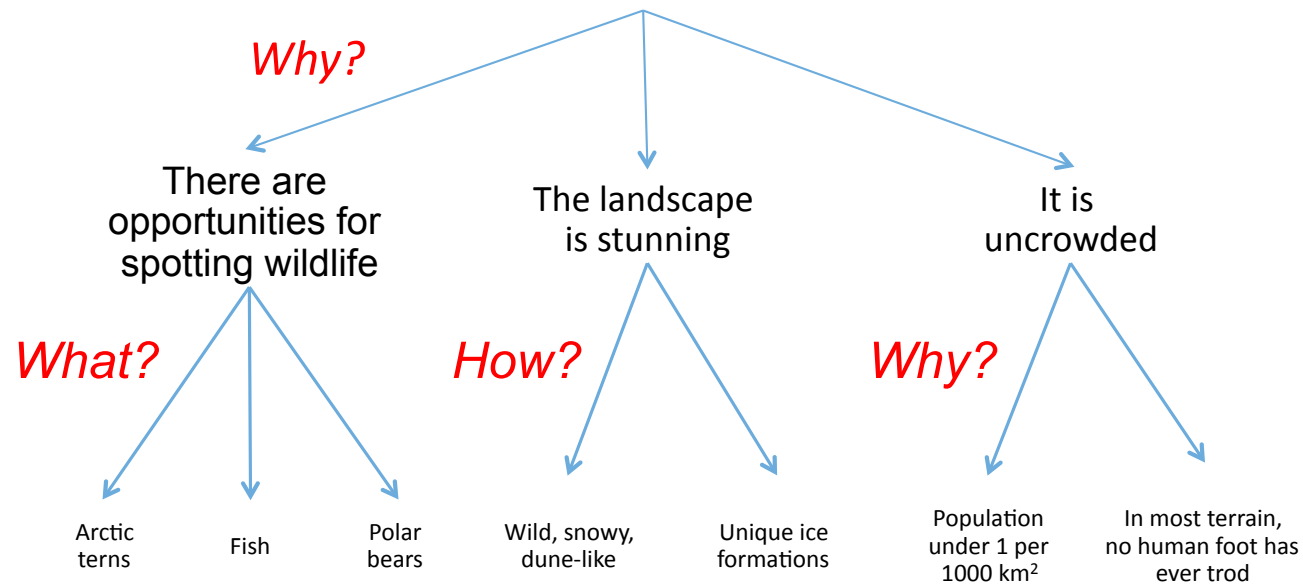 Why?
There are
opportunities for
spotting wildlife
The landscape
is stunning
It is
uncrowded
What?
How?
Why?
Arctic
terns
Fish
Polar
bears
Wild, snowy,
dune-like
Unique ice
formations
Population
under 1 per
1000 km²
In most terrain,
no human foot has
ever trod